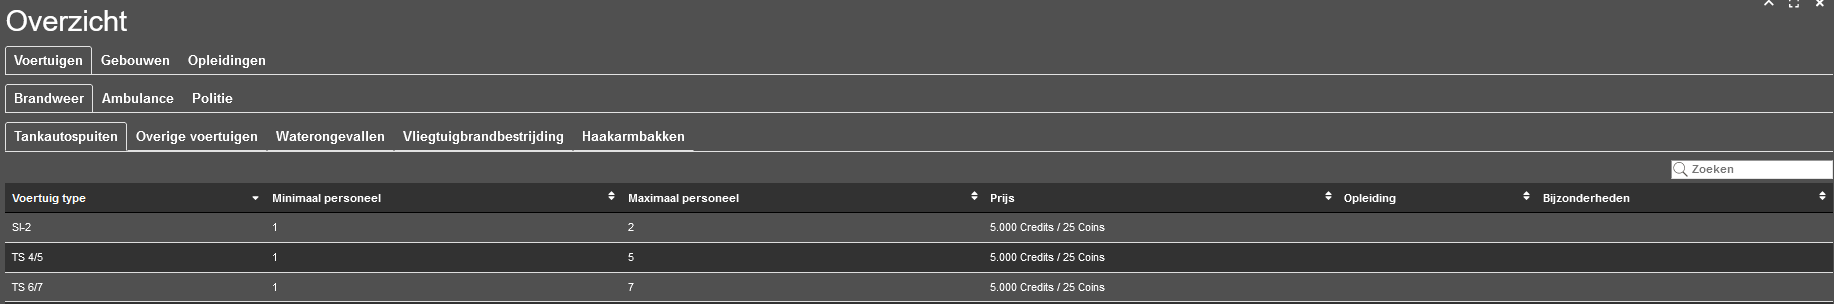 Overzicht
Voertuigen Gebouwen Opleidingen
Brandweer Ambulance Politie
Tankautospuiten Overige voertuigen Waterongevallen Vliegtuigbrandbestrijding Haakarmbakken
Zoeken
Voertuig type Minimaal personeel Maximaal personeel Prijs Opleiding Bijzonderheden
SI-2 1 2 5.000 Credits / 25 Coins
TS 4/5 1 5 5.000 Credits / 25 Coins
TS 6/7 1 7 5.000 Credits / 25 Coins